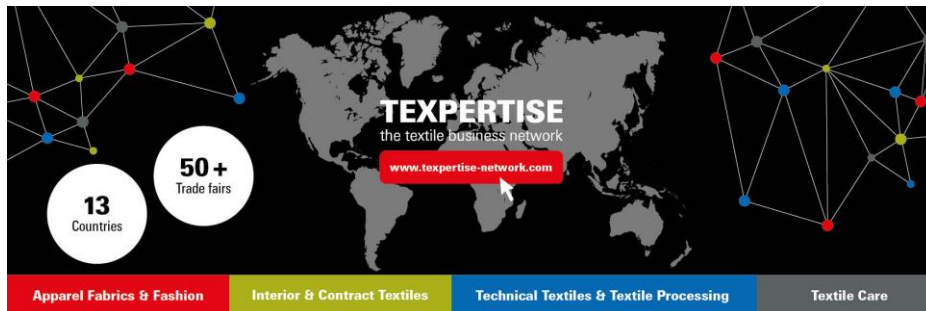 TEXPERTISE
the textile business network
www.texpertise-network.com
50 +
Trade fairs
13
Countries
Apparel Fabrics & Fashion
Interior & Contract Textiles
Technical Textiles & Textile Processing
Textile Care